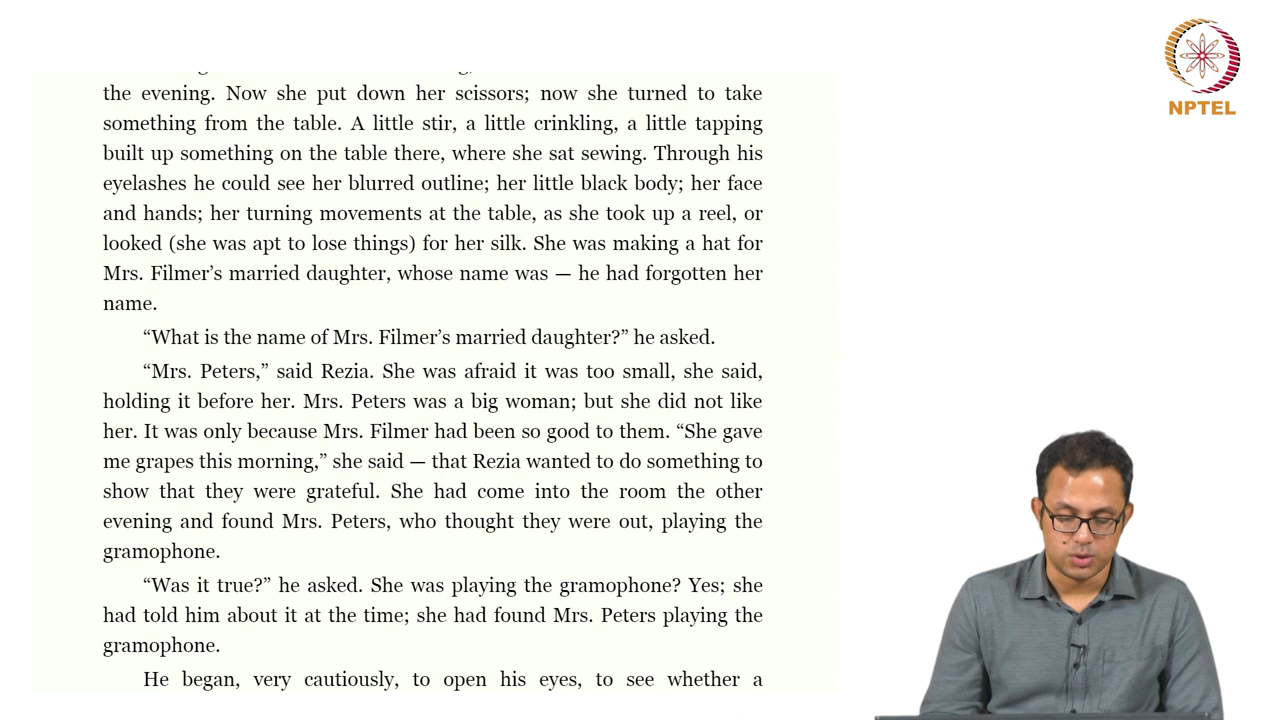 the evening. Now she put down her scissors; now she turned to take
something from the table. A little stir, a little crinkling, a little tapping
built up something on the table there, where she sat sewing. Through his
eyelashes he could see her blurred outline; her little black body; her face
and hands; her turning movements at the table, as she took up a reel, or
looked (she was apt to lose things) for her silk. She was making a hat for
Mrs. Filmer’s married daughter, whose name was — he had forgotten her
name.
“What is the name of Mrs. Filmer’s married daughter?” he asked.
“Mrs. Peters,” said Rezia. She was afraid it was too small, she said,
holding it before her. Mrs. Peters was a big woman; but she did not like
her. It was only because Mrs. Filmer had been so good to them. “She gave
me grapes this morning,” she said — that Rezia wanted to do something to
show that they were grateful. She had come into the room the other
evening and found Mrs. Peters, who thought they were out, playing the
gramophone.
“Was it true?” he asked. She was playing the gramophone? Yes; she
had told him about it at the time; she had found Mrs. Peters playing the
gramophone.
He began, very cautiously, to open his eyes, to see whether a
NPTEL